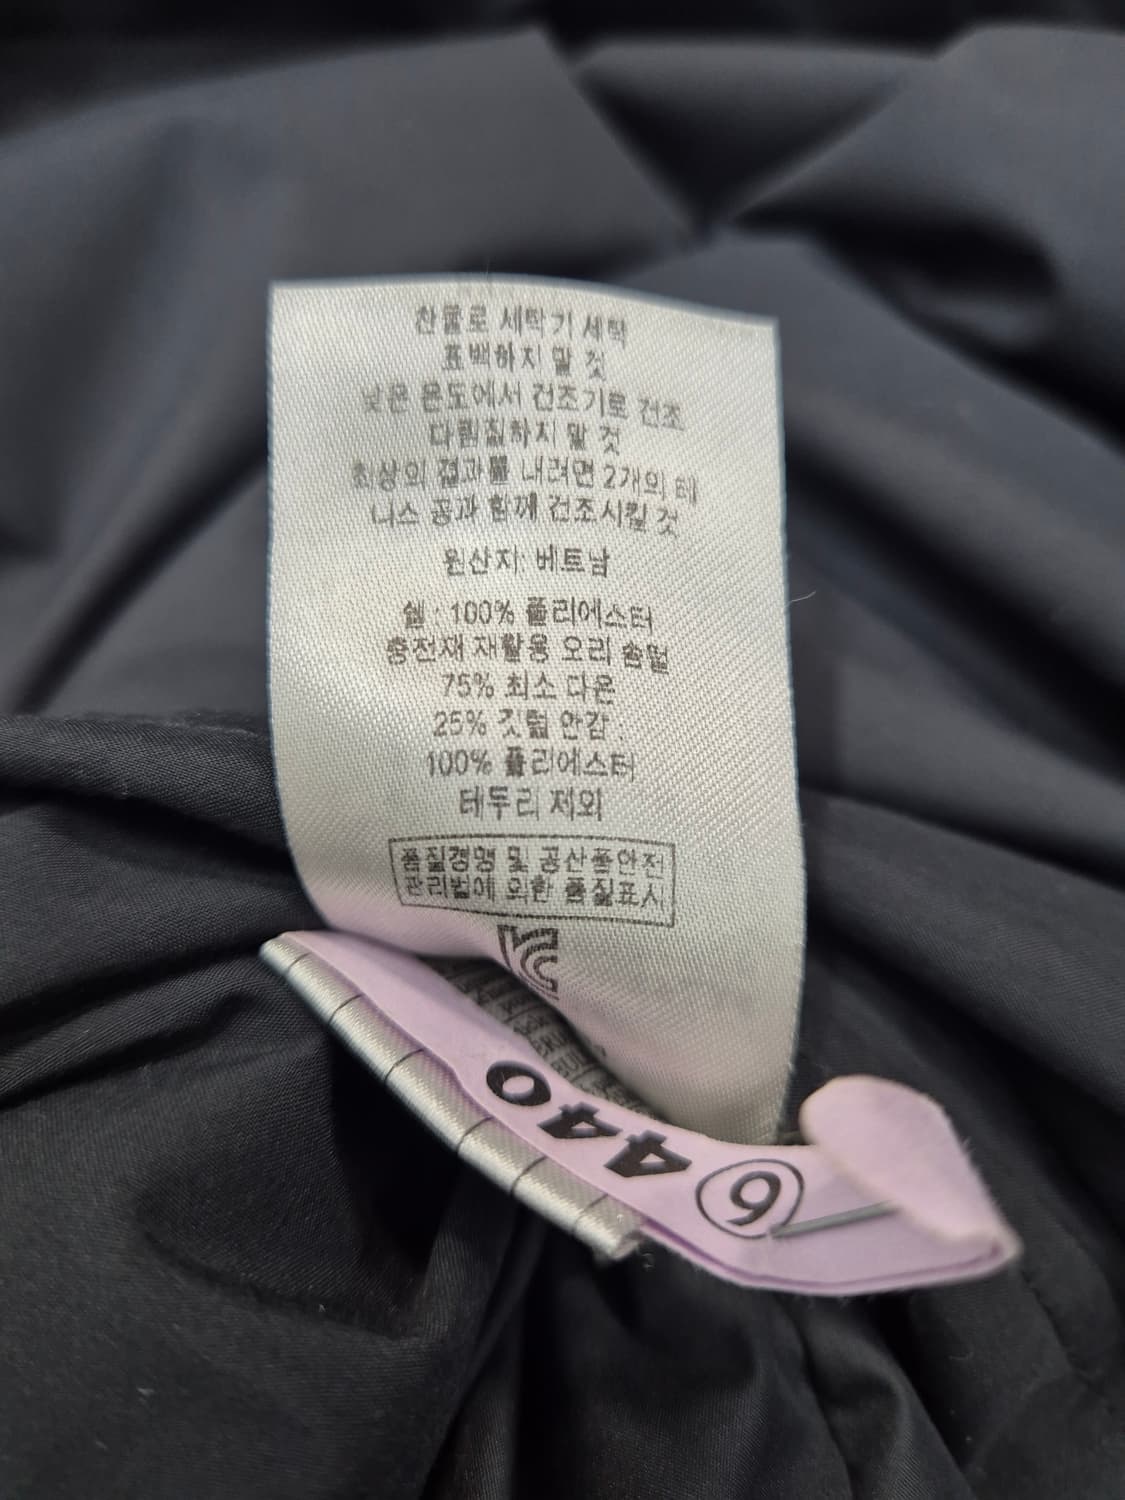 찬물로 세탁기 세탁
표백하지 말 것
낮은 온도에서 건조기로 건조
다림질하지 말 것
최상의 결과를 내려면 2개의 테
니스 공과 함께 건조시킬 것
원산지: 베트남
쉘 : 100% 폴리에스터
충전재 재활용 오리 솜털
75% 최소 다운
25% 깃털 안감 :
100% 폴리에스터
테두리 제외
품질경영 및 공산품안전
관리법에 의한 품질표시
KC
6 440